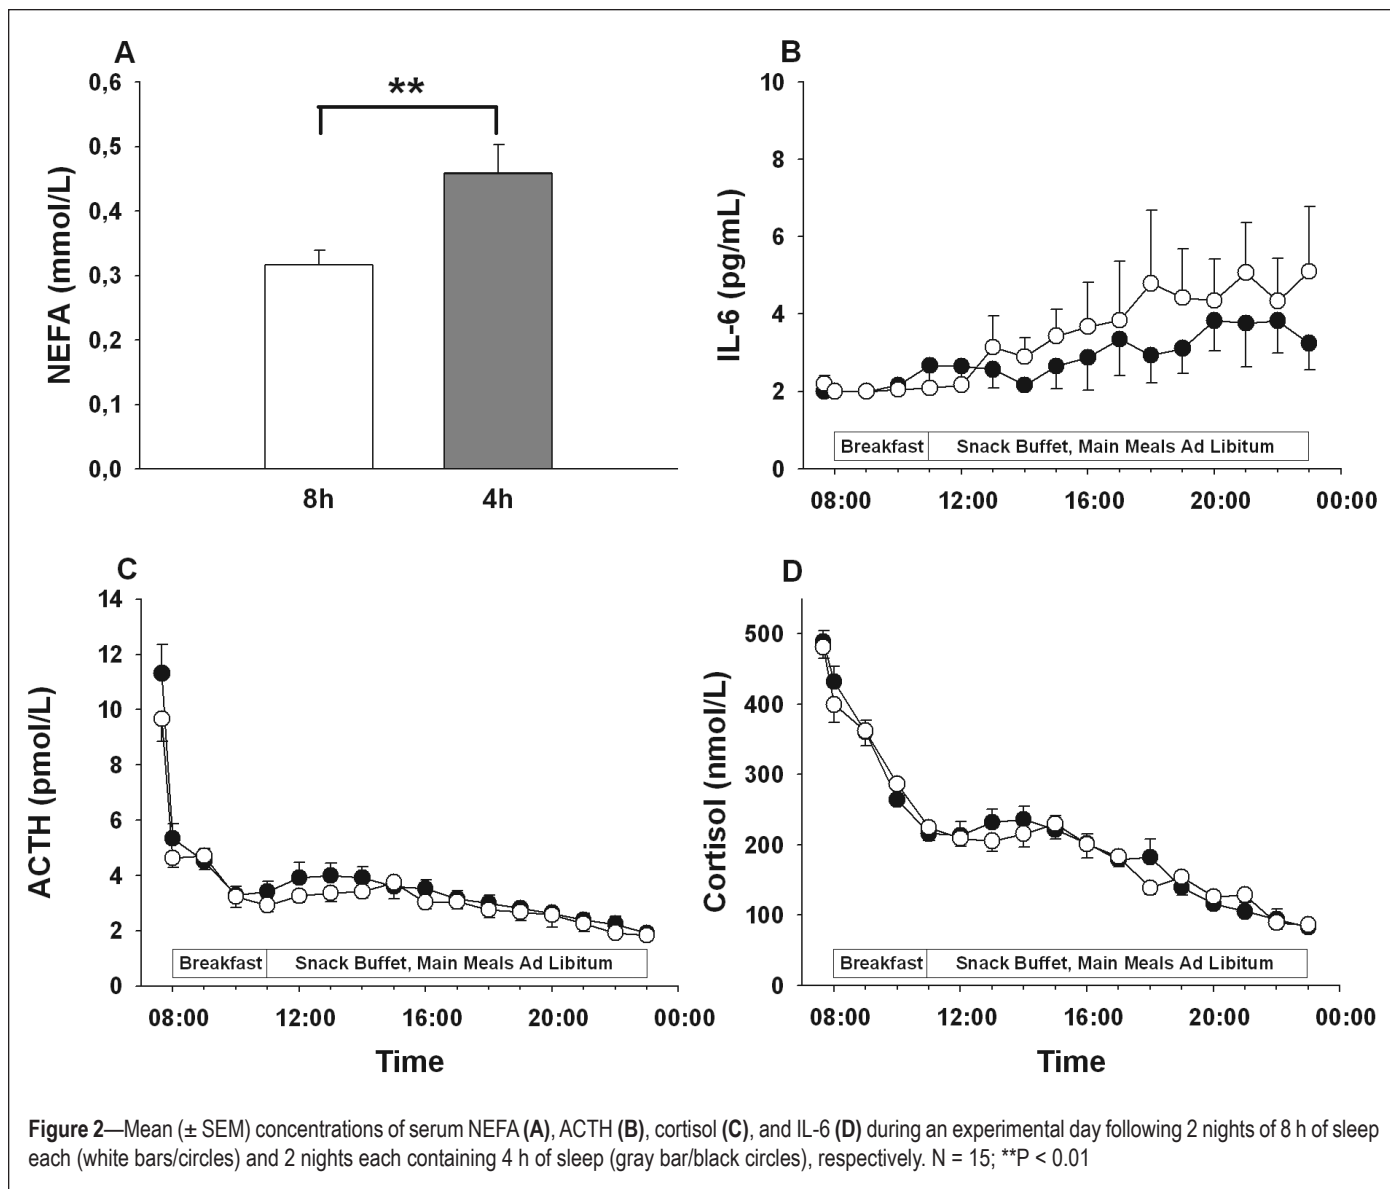 A
0,6
0,5
0,4
0,3
0,2
0,1
0,0
NEFA (mmol/L)
**
8h
4h
B
10
8
6
4
2
0
IL-6 (pg/mL)
Breakfast
Snack Buffet, Main Meals Ad Libitum
08:00
12:00
16:00
20:00
00:00
C
14
12
10
8
6
4
2
0
ACTH (pmol/L)
Breakfast
Snack Buffet, Main Meals Ad Libitum
08:00
12:00
16:00
20:00
00:00
Time
D
500
400
300
200
100
0
Cortisol (nmol/L)
Breakfast
Snack Buffet, Main Meals Ad Libitum
08:00
12:00
16:00
20:00
00:00
Time
Figure 2—Mean (± SEM) concentrations of serum NEFA (A), ACTH (B), cortisol (C), and IL-6 (D) during an experimental day following 2 nights of 8 h of sleep
each (white bars/circles) and 2 nights each containing 4 h of sleep (gray bar/black circles), respectively. N = 15; **P < 0.01